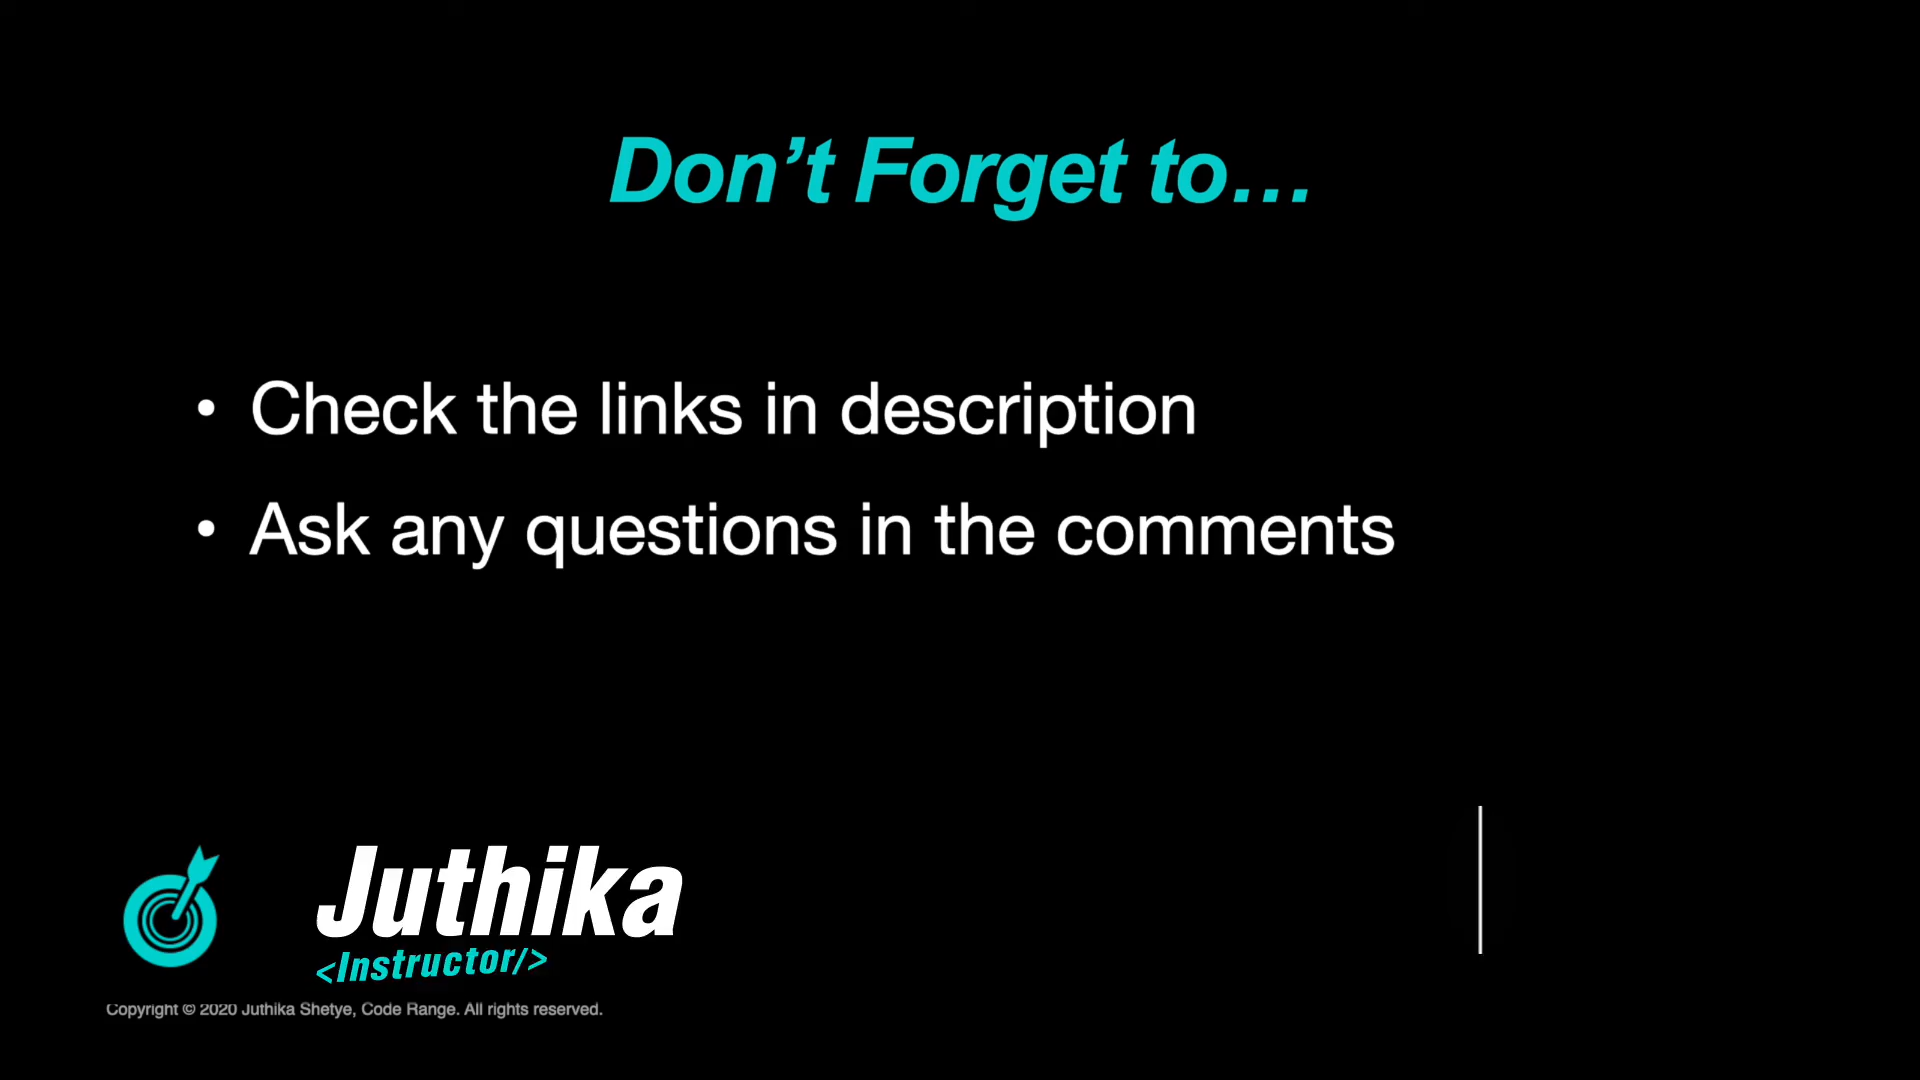 Don’t Forget to…
• Check the links in description
• Ask any questions in the comments
Juthika
<Instructor/>
Copyright © 2020 Juthika Shetye, Code Range. All rights reserved.